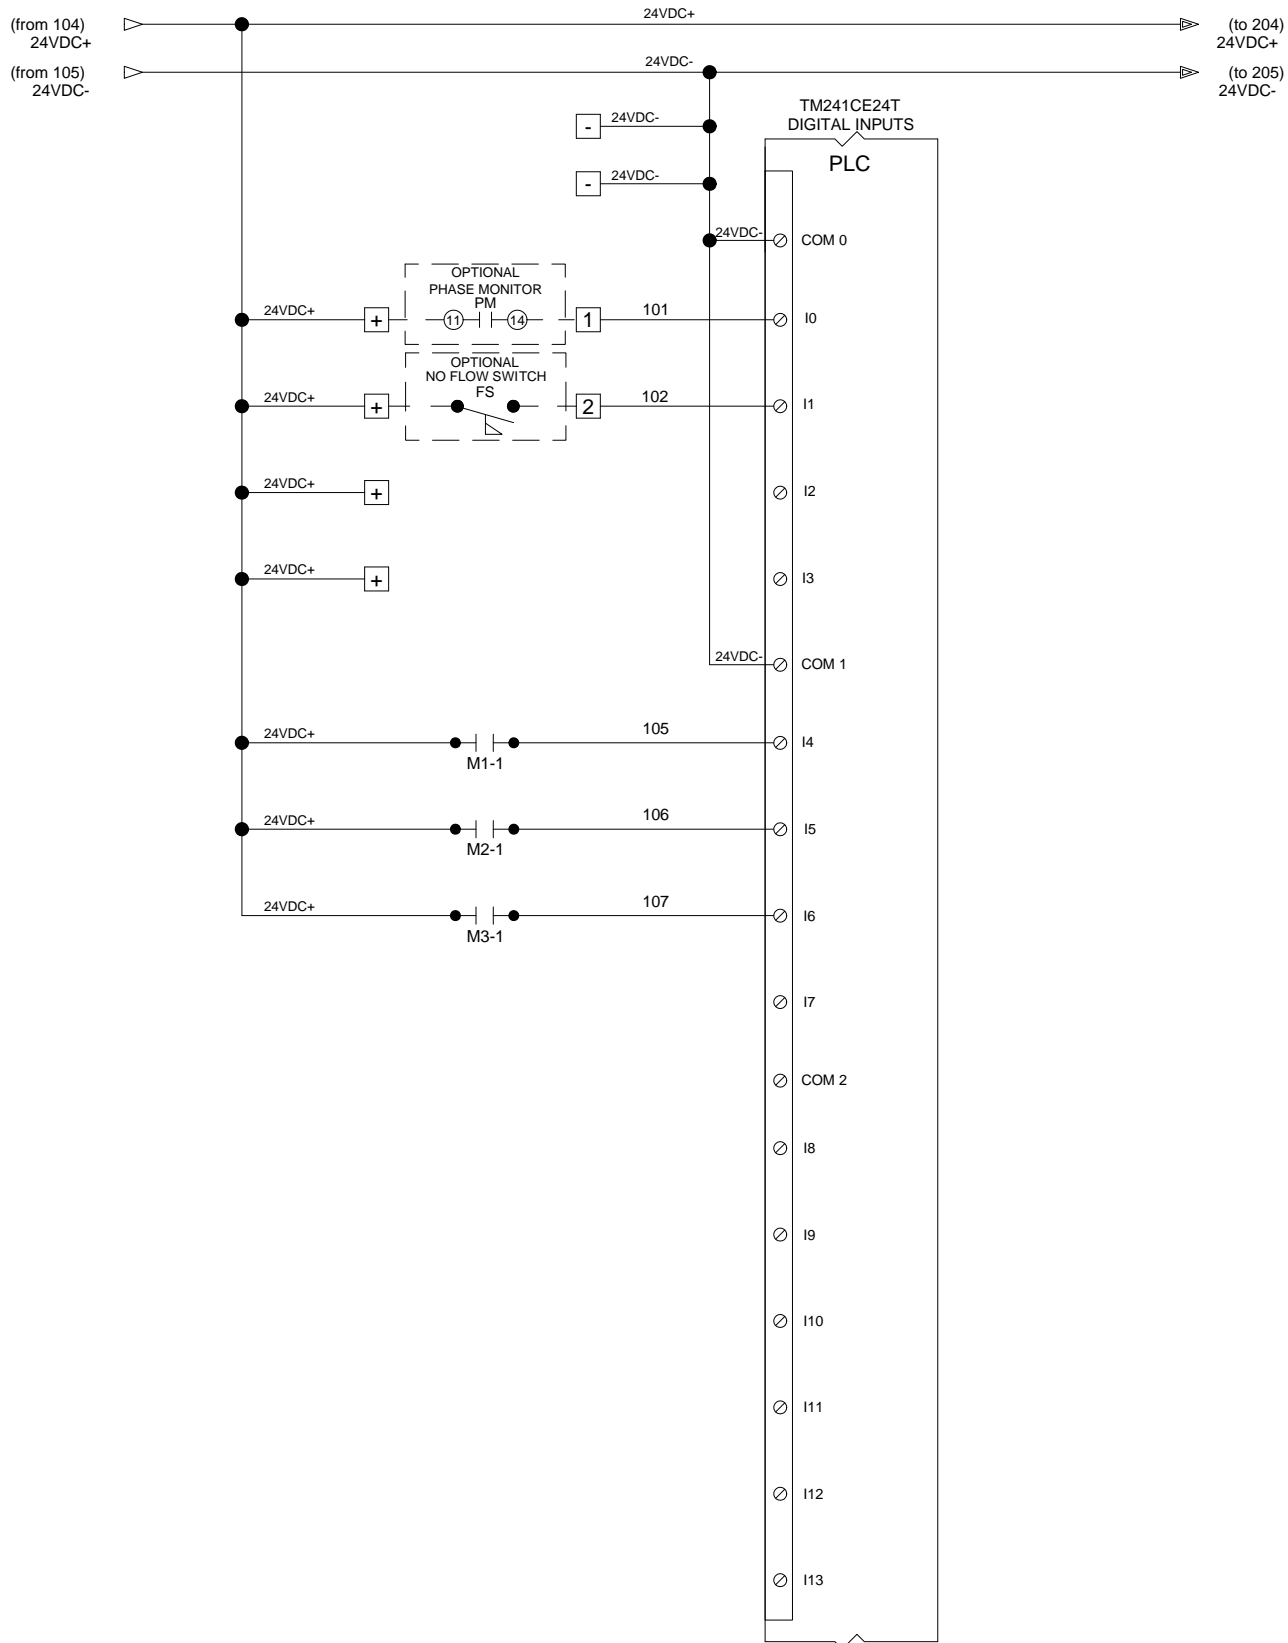 (from 104)
24VDC+
24VDC+
(to 204)
24VDC+
(from 105)
24VDC-
24VDC-
(to 205)
24VDC-
TM241CE24T
DIGITAL INPUTS
PLC
- 24VDC-
- 24VDC-
24VDC- COM 0
OPTIONAL
PHASE MONITOR
PM
24VDC+ + 11 14 1 101 I0
OPTIONAL
NO FLOW SWITCH
FS
24VDC+ + 2 102 I1
24VDC+ + I2
24VDC+ + I3
24VDC- COM 1
24VDC+ 105 I4
M1-1
24VDC+ 106 I5
M2-1
24VDC+ 107 I6
M3-1
I7
COM 2
I8
I9
I10
I11
I12
I13